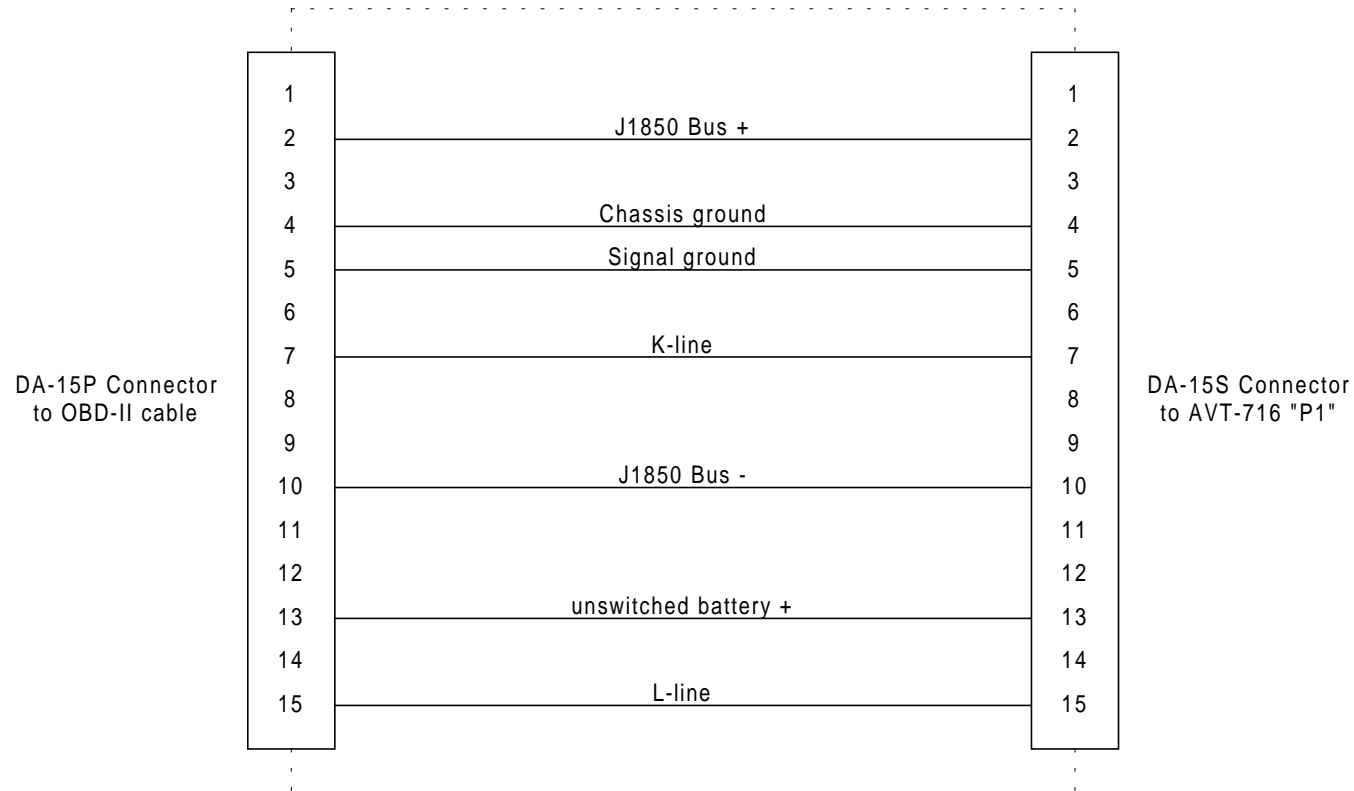 1 1
J1850 Bus +
2 2
3 3
Chassis ground
4 4
Signal ground
5 5
6 6
K-line
7 7
DA-15P Connector
to OBD-II cable
8 8
DA-15S Connector
to AVT-716 "P1"
9 9
J1850 Bus -
10 10
11 11
12 12
unswitched battery +
13 13
14 14
L-line
15 15